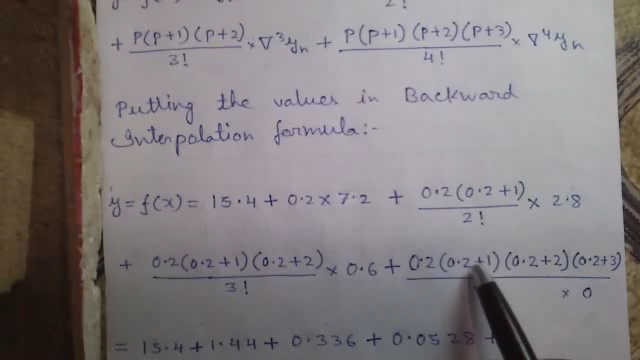 2!
+ P(P+1)(P+2)/3! × ∇³yₙ + P(P+1)(P+2)(P+3)/4! × ∇⁴yₙ
Putting the values in Backward
Interpolation formula:-
y = f(x) = 15.4 + 0.2 × 7.2 + 0.2(0.2+1)/2! × 2.8
+ 0.2(0.2+1)(0.2+2)/3! × 0.6 + 0.2(0.2+1)(0.2+2)(0.2+3)
× 0
= 15.4 + 1.44 + 0.336 + 0.0528 +